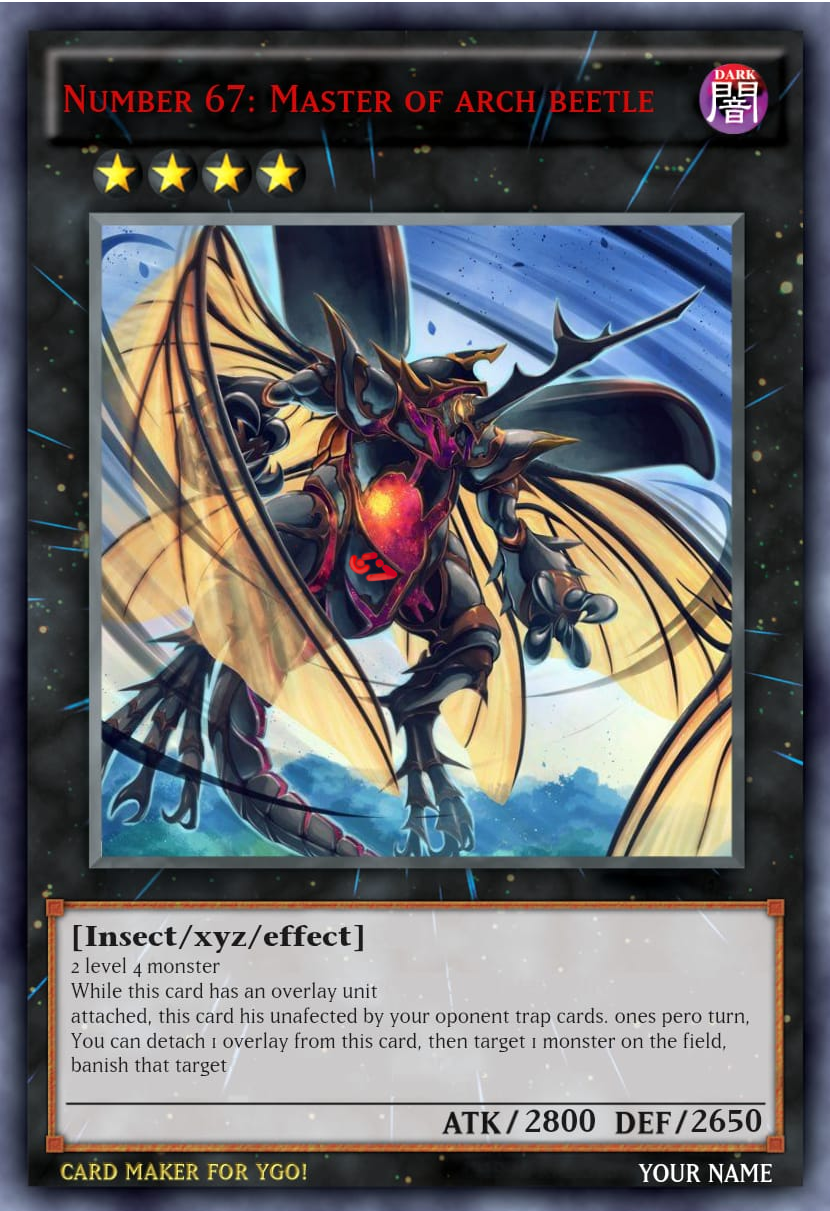 Number 67: Master of arch beetle
DARK
闇
67
[Insect/xyz/effect]
2 level 4 monster
While this card has an overlay unit
attached, this card his unafected by your oponent trap cards. ones pero turn,
You can detach 1 overlay from this card, then target 1 monster on the field,
banish that target
ATK/2800 DEF/2650
CARD MAKER FOR YGO!
YOUR NAME